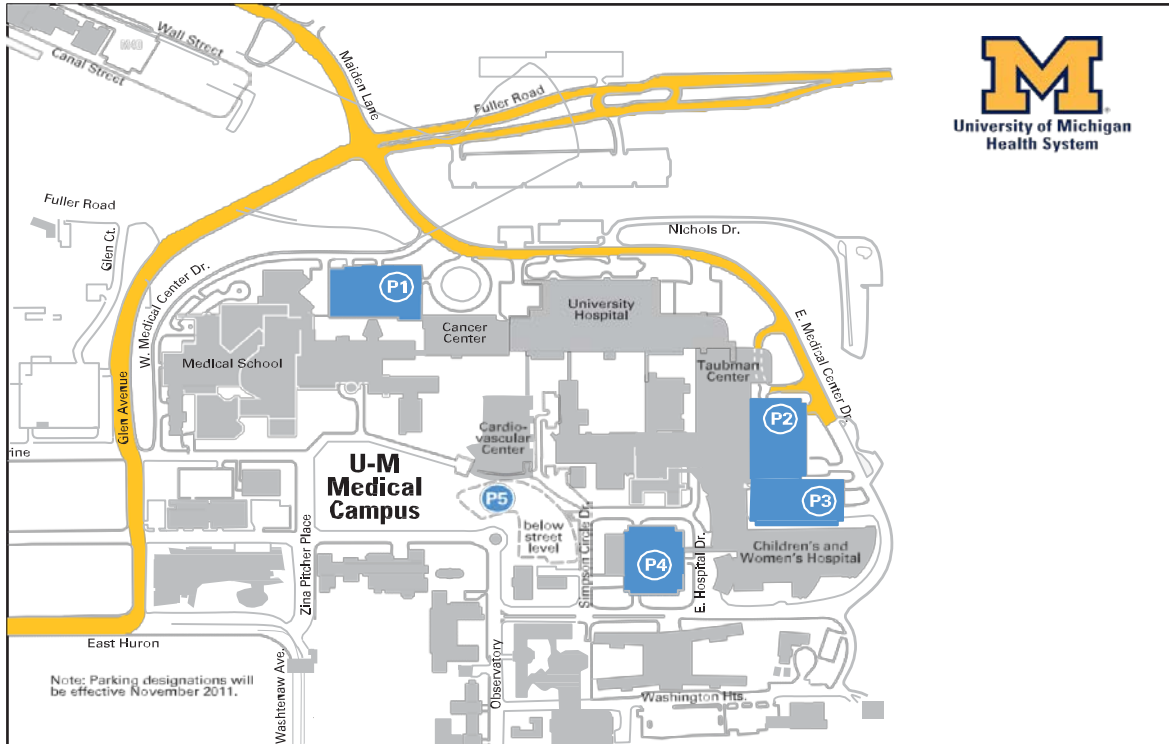 Wall Street
Canal Street
Maiden Lane
Fuller Road
M
University of Michigan
Health System
Fuller Road
Glen Ct.
W. Medical Center Dr.
Nichols Dr.
P1
University
Hospital
Cancer
Center
E. Medical Center Dr.
Medical School
Taubman
Center
Glen Avenue
P2
Cardio-
vascular
Center
rine
U-M
Medical
Campus
P5
P3
below
street
level
Simpson Circle Dr.
P4
E. Hospital Dr.
Children's and
Women's Hospital
Zina Pitcher Place
East Huron
Observatory
Washtenaw Ave.
Note: Parking designations will
be effective November 2011.
Washington Hts.